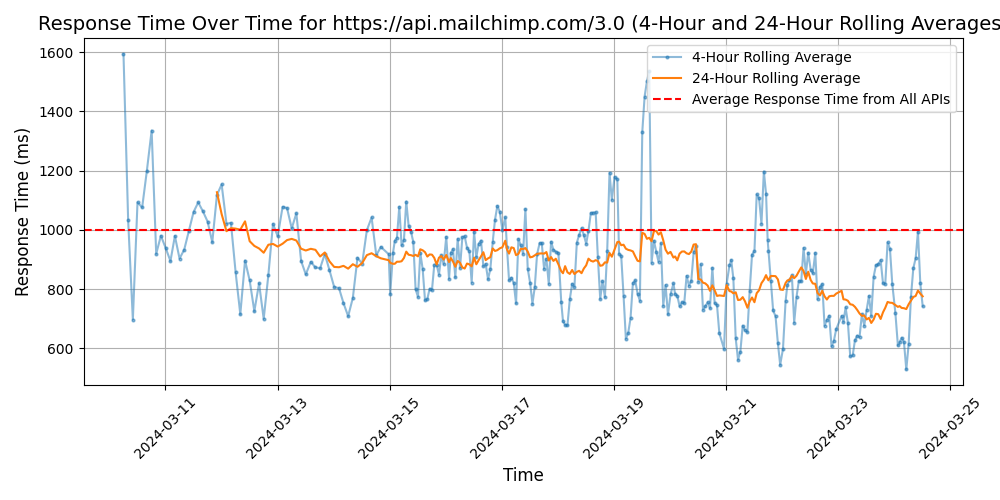 Response Time Over Time for https://api.mailchimp.com/3.0 (4-Hour and 24-Hour Rolling Averages
4-Hour Rolling Average
24-Hour Rolling Average
Average Response Time from All APIs
Response Time (ms)
1600
1400
1200
1000
800
600
2024-03-11
2024-03-13
2024-03-15
2024-03-17
2024-03-19
2024-03-21
2024-03-23
2024-03-25
Time